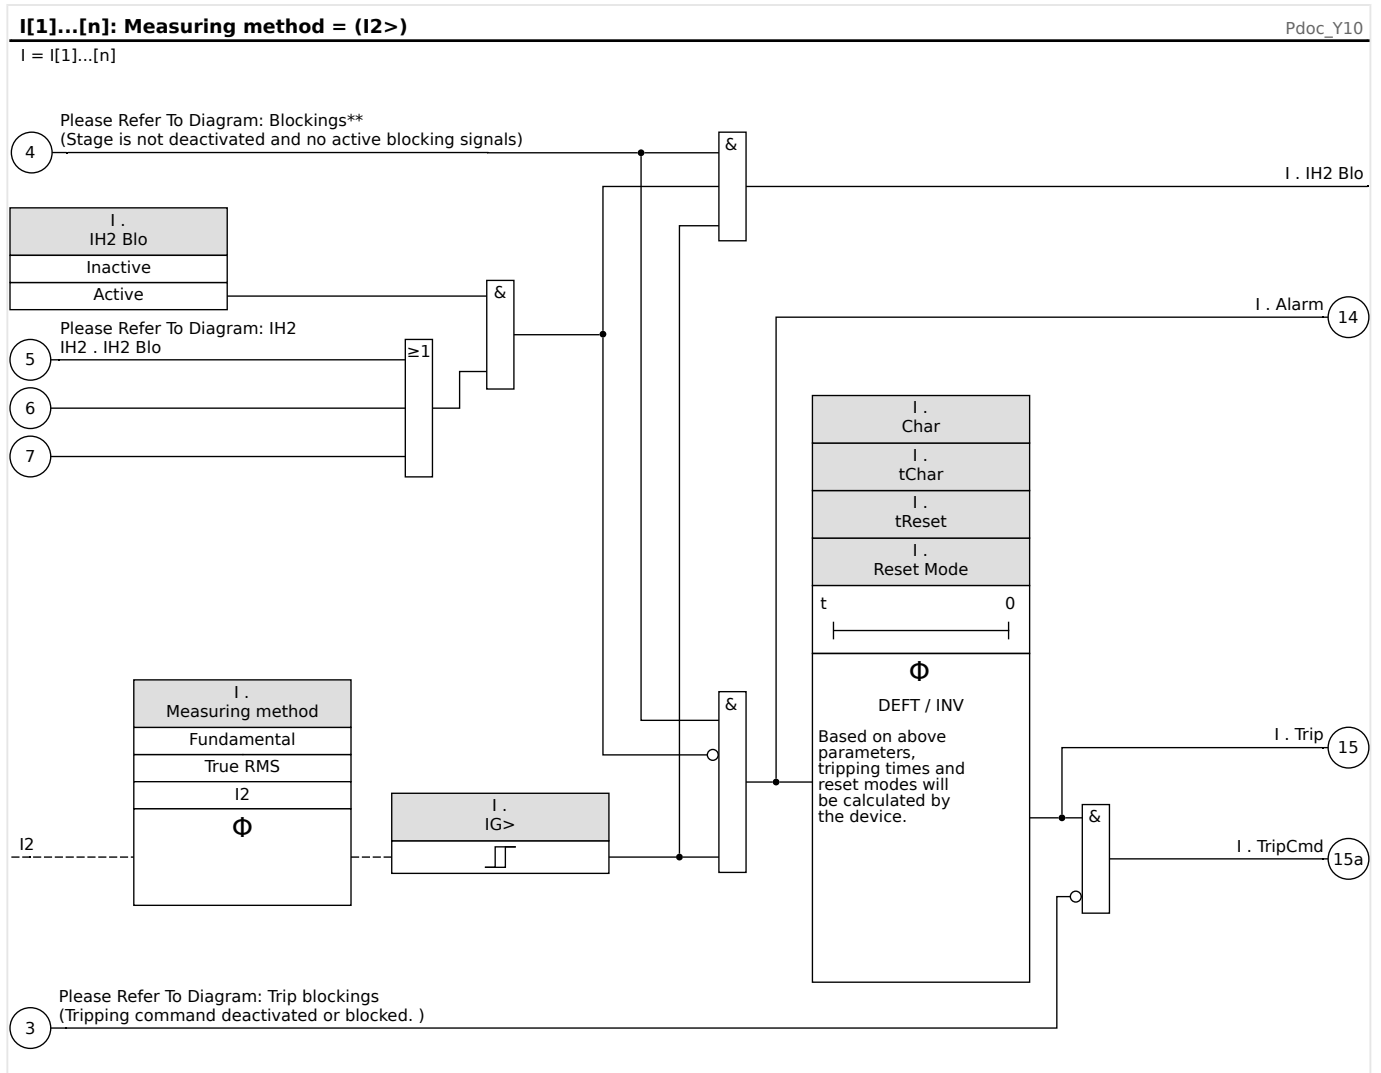 I[1]...[n]: Measuring method = (I2>)
Pdoc_Y10
I = I[1]...[n]
Please Refer To Diagram: Blockings**
(Stage is not deactivated and no active blocking signals)
4
&
I . IH2 Blo
I .
IH2 Blo
Inactive
Active
&
I . Alarm
14
Please Refer To Diagram: IH2
IH2 . IH2 Blo
5
≥1
6
7
I .
Char
I .
tChar
I .
tReset
I .
Reset Mode
t 0
Φ
DEFT / INV
Based on above
parameters,
tripping times and
reset modes will
be calculated by
the device.
I .
Measuring method
Fundamental
True RMS
I2
Φ
I2
I .
IG>
&
I . Trip
15
&
I . TripCmd
15a
Please Refer To Diagram: Trip blockings
(Tripping command deactivated or blocked. )
3